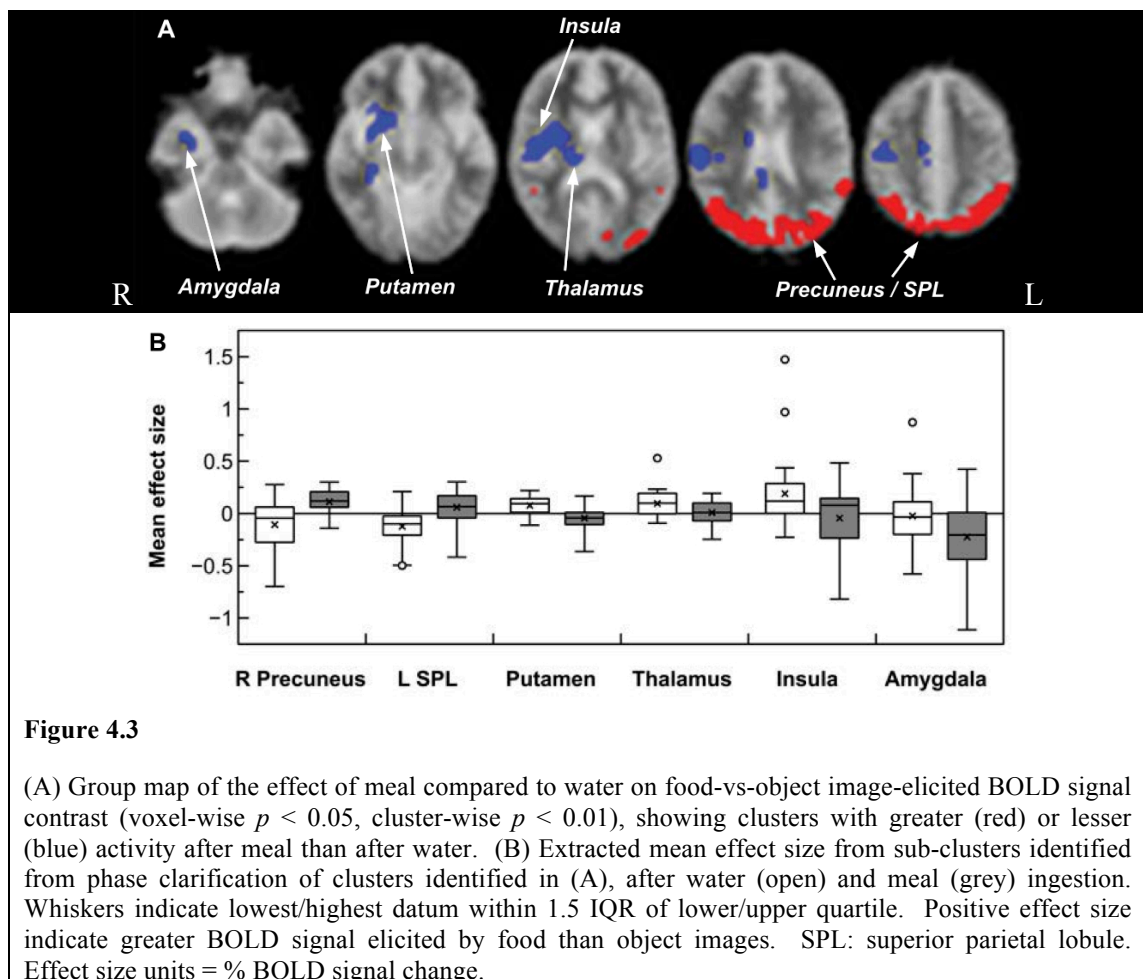 A
Insula
Amygdala
Putamen
Thalamus
Precuneus / SPL
R
L
B
Mean effect size
1.5
1
0.5
0
−0.5
−1
R Precuneus L SPL Putamen Thalamus Insula Amygdala
Figure 4.3
(A) Group map of the effect of meal compared to water on food-vs-object image-elicited BOLD signal
contrast (voxel-wise p < 0.05, cluster-wise p < 0.01), showing clusters with greater (red) or lesser
(blue) activity after meal than after water. (B) Extracted mean effect size from sub-clusters identified
from phase clarification of clusters identified in (A), after water (open) and meal (grey) ingestion.
Whiskers indicate lowest/highest datum within 1.5 IQR of lower/upper quartile. Positive effect size
indicate greater BOLD signal elicited by food than object images. SPL: superior parietal lobule.
Effect size units = % BOLD signal change.